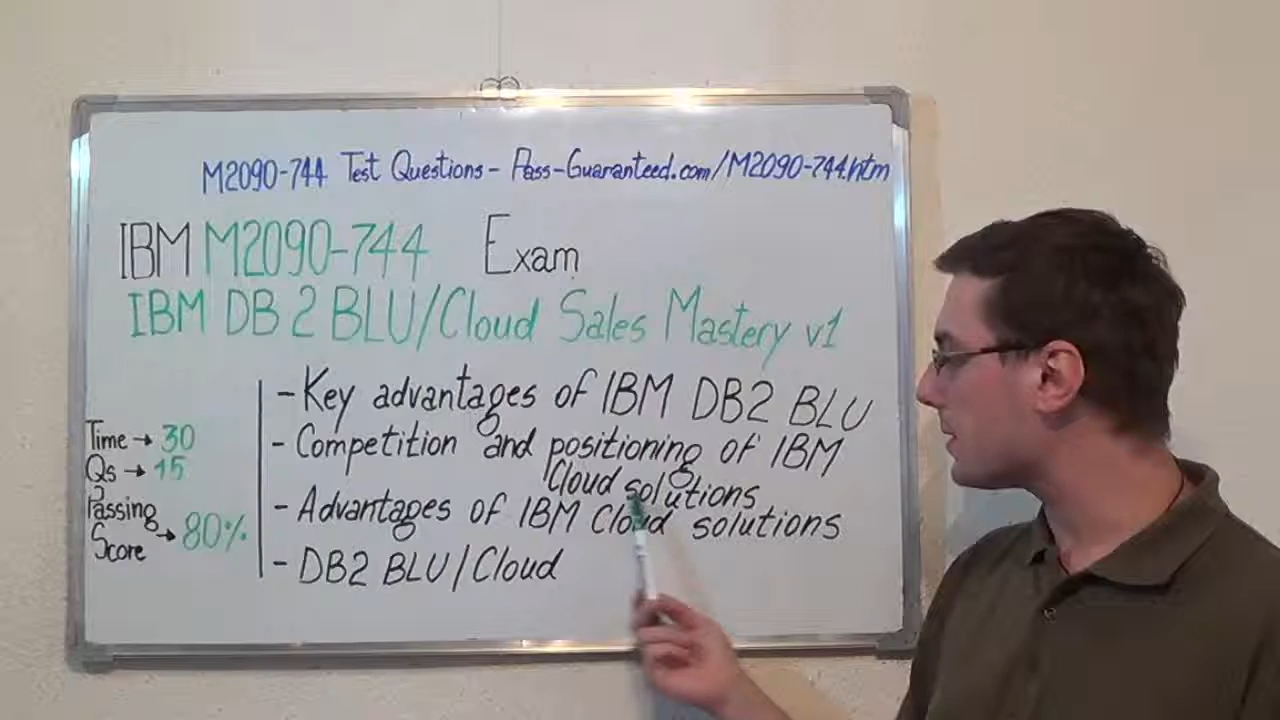 M2090-744 Test Questions - Pass-Guaranteed.com/M2090-744.htm
IBM M2090-744 Exam
IBM DB 2 BLU/Cloud Sales Mastery v1
Time → 30
Qs → 15
Passing Score → 80%
- Key advantages of IBM DB2 BLU
- Competition and positioning of IBM
Cloud solutions
- Advantages of IBM Cloud solutions
- DB2 BLU/Cloud